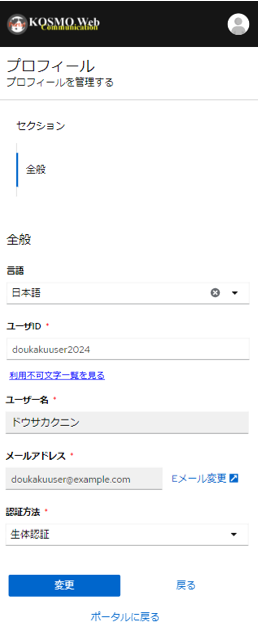 KOSMO.Web
Communication
プロフィール
プロフィールを管理する
セクション
全般
全般
言語
日本語
ユーザID *
doukakuuser2024
利用不可文字一覧を見る
ユーザー名 *
ドウサカクニン
メールアドレス *
doukakuuser@example.com
Eメール変更
認証方法 *
生体認証
変更
戻る
ポータルに戻る